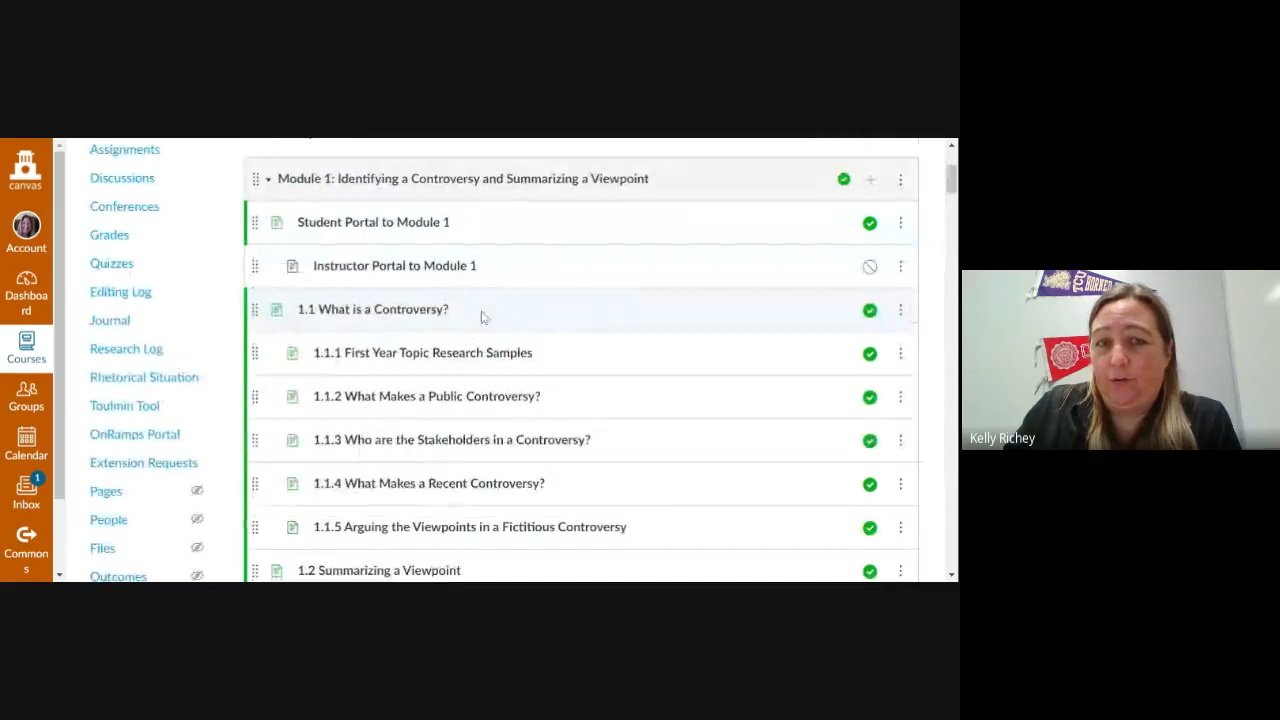 canvas
Account
Dashboa
rd
Courses
Groups
Calendar
1
Inbox
Common
s
Assignments
Discussions
Conferences
Grades
Quizzes
Editing Log
Journal
Research Log
Rhetorical Situation
Toulmin Tool
OnRamps Portal
Extension Requests
Pages
People
Files
Outcomes
Module 1: Identifying a Controversy and Summarizing a Viewpoint
Student Portal to Module 1
Instructor Portal to Module 1
1.1 What is a Controversy?
1.1.1 First Year Topic Research Samples
1.1.2 What Makes a Public Controversy?
1.1.3 Who are the Stakeholders in a Controversy?
1.1.4 What Makes a Recent Controversy?
1.1.5 Arguing the Viewpoints in a Fictitious Controversy
1.2 Summarizing a Viewpoint
TCU HORNED
Kelly Richey